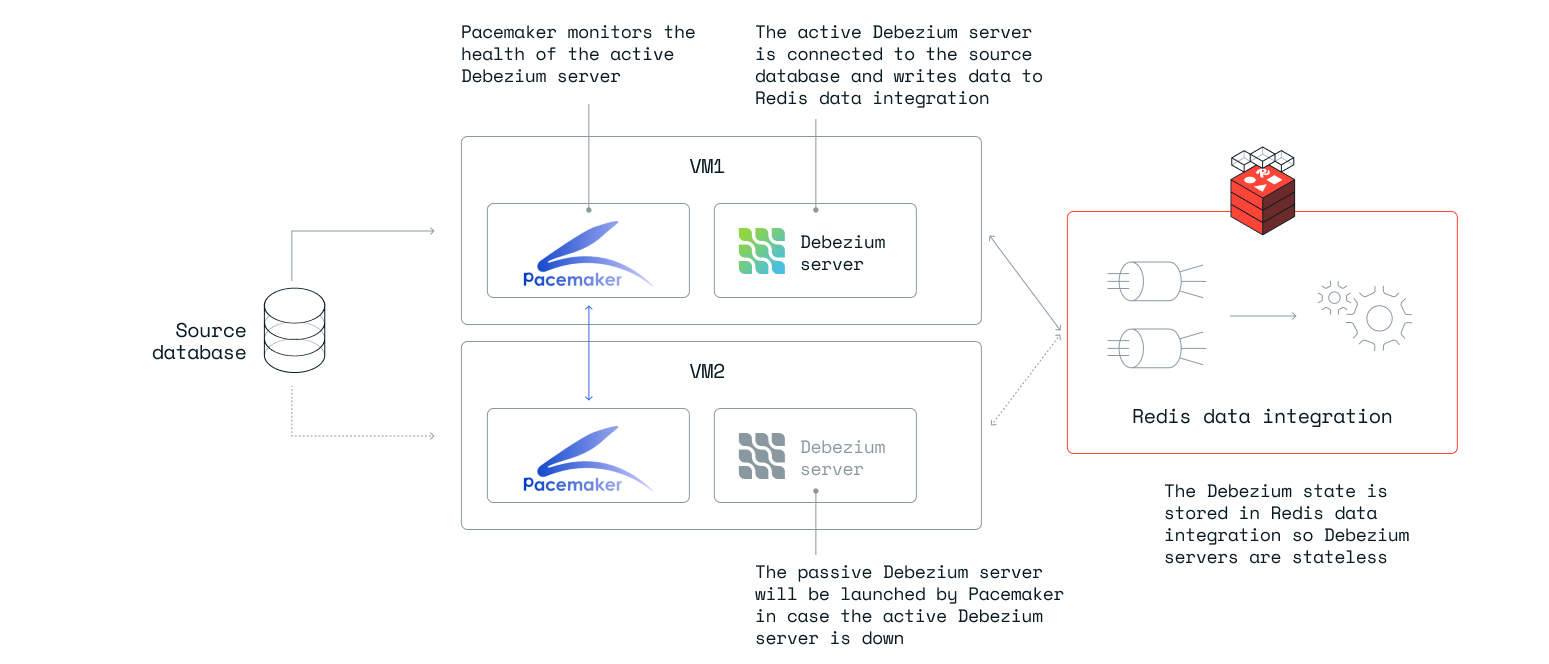 Pacemaker monitors the
health of the active
Debezium server
The active Debezium server
is connected to the source
database and writes data to
Redis data integration
VM1
Pacemaker
Debezium
server
Source
database
VM2
Pacemaker
Debezium
server
Redis data integration
The Debezium state is
stored in Redis data
integration so Debezium
servers are stateless
The passive Debezium server
will be launched by Pacemaker
in case the active Debezium
server is down